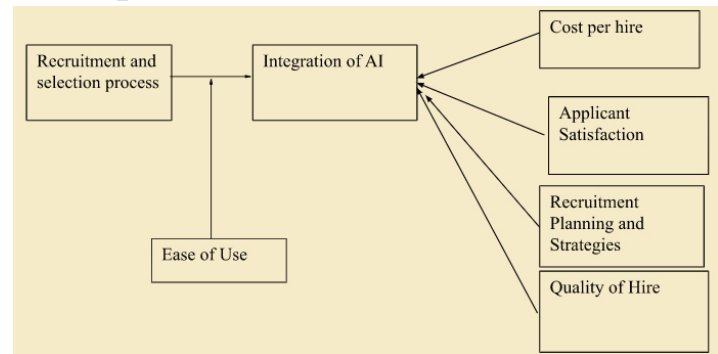 Recruitment and
selection process
Integration of AI
Cost per hire
Applicant
Satisfaction
Recruitment
Planning and
Strategies
Ease of Use
Quality of Hire